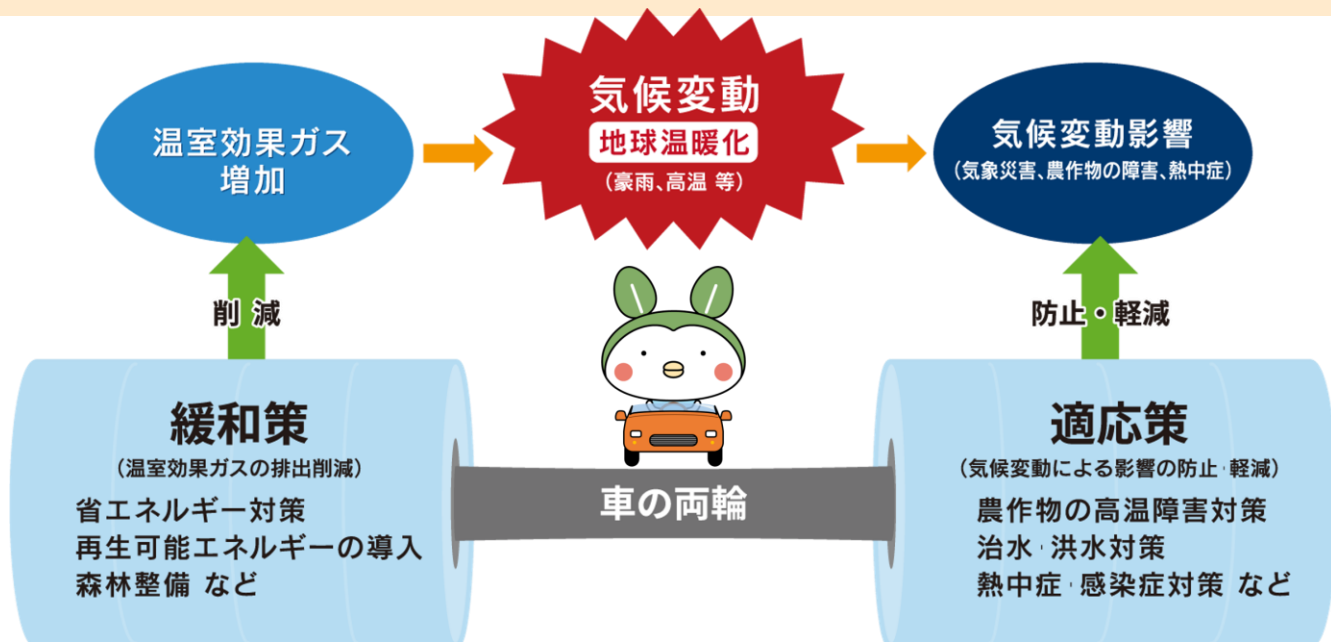 温室効果ガス
増加
気候変動
地球温暖化
(豪雨、高温 等)
気候変動影響
(気象災害、農作物の障害、熱中症)
削 減
防止・軽減
緩和策
(温室効果ガスの排出削減)
省エネルギー対策
再生可能エネルギーの導入
森林整備 など
車の両輪
適応策
(気候変動による影響の防止・軽減)
農作物の高温障害対策
治水・洪水対策
熱中症・感染症対策 など